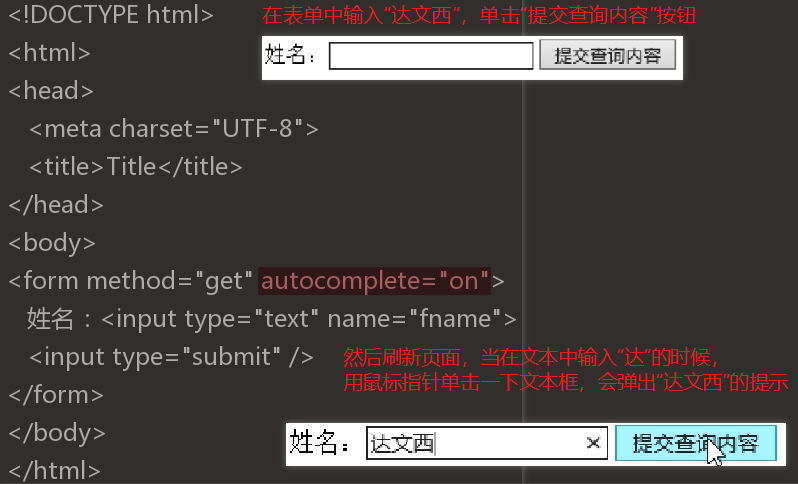 <!DOCTYPE html>
在表单中输入“达文西”，单击“提交查询内容”按钮
<html>
姓名：
提交查询内容
<head>
<meta charset="UTF-8">
<title>Title</title>
</head>
<body>
<form method="get" autocomplete="on">
姓名：<input type="text" name="fname">
<input type="submit" />
然后刷新页面，当在文本中输入“达”的时候，
用鼠标指针单击一下文本框，会弹出“达文西”的提示
</form>
</body>
姓名：
达文西
提交查询内容
</html>